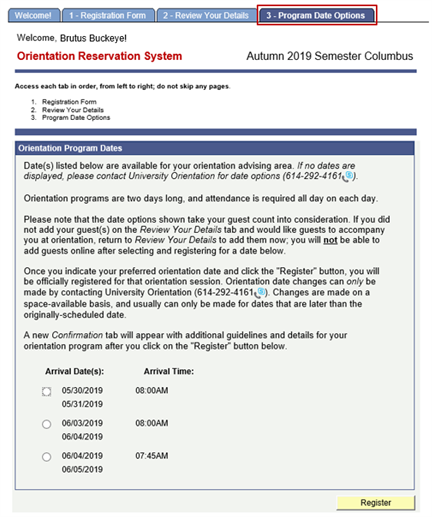 Welcome! 1 - Registration Form 2 - Review Your Details 3 - Program Date Options
Welcome, Brutus Buckeye!
Orientation Reservation System Autumn 2019 Semester Columbus
Access each tab in order, from left to right; do not skip any pages.
1. Registration Form
2. Review Your Details
3. Program Date Options
Orientation Program Dates
Date(s) listed below are available for your orientation advising area. If no dates are
displayed, please contact University Orientation for date options (614-292-4161).
Orientation programs are two days long, and attendance is required all day on each day.
Please note that the date options shown take your guest count into consideration. If you did
not add your guest(s) on the Review Your Details tab and would like guests to accompany
you at orientation, return to Review Your Details to add them now; you will not be able to
add guests online after selecting and registering for a date below.
Once you indicate your preferred orientation date and click the "Register" button, you will
be officially registered for that orientation session. Orientation date changes can only be
made by contacting University Orientation (614-292-4161). Changes are made on a
space-available basis, and usually can only be made for dates that are later than the
originally-scheduled date.
A new Confirmation tab will appear with additional guidelines and details for your
orientation program after you click on the "Register" button below.
Arrival Date(s): Arrival Time:
05/30/2019 08:00AM
05/31/2019
06/03/2019 08:00AM
06/04/2019
06/04/2019 07:45AM
06/05/2019
Register